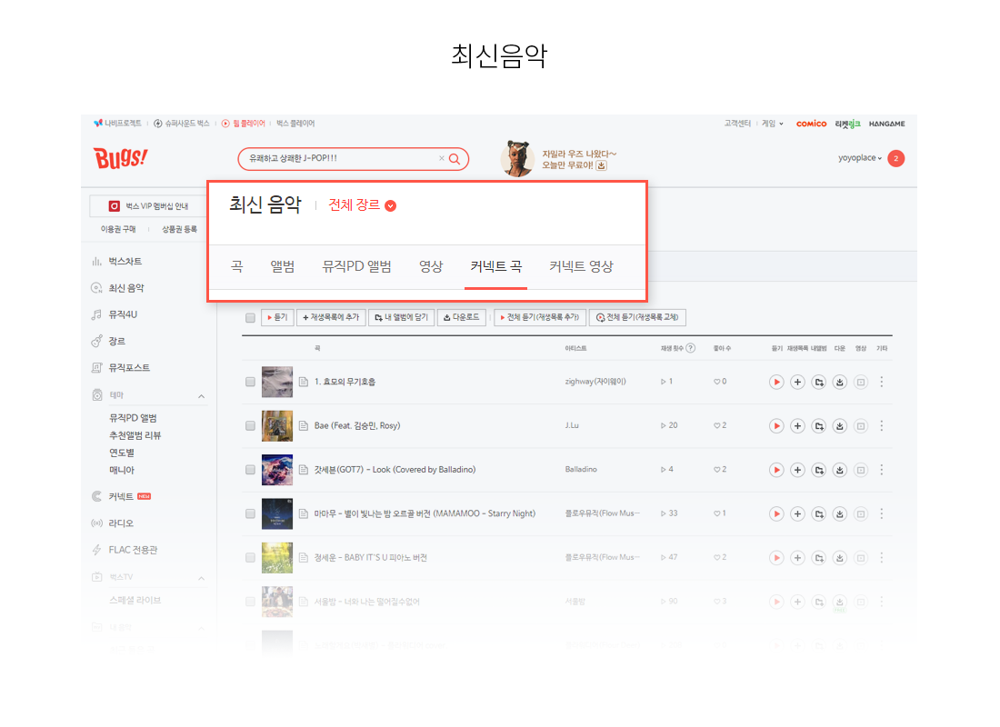 최신음악
나비프로젝트 슈퍼사운드 벅스 웹 플레이어 벅스 플레이어 고객센터 게임 COMICO 티켓링크 HANGAME
Bugs!
유쾌하고 상쾌한 J-POP!!! ×
자밀라 우즈 나왔다~
오늘만 무료야!
yoyoplace 2
벅스 VIP 멤버십 안내
이용권 구매 상품권 등록
최신 음악 전체 장르
곡 앨범 뮤직PD 앨범 영상 커넥트 곡 커넥트 영상
벅스차트
최신 음악
뮤직4U
장르
뮤직포스트
테마
뮤직PD 앨범
추천앨범 리뷰
연도별
매니아
커넥트 NEW
라디오
FLAC 전용관
벅스TV
스페셜 라이브
듣기 + 재생목록에 추가 내 앨범에 담기 다운로드 전체 듣기(재생목록 추가) 전체 듣기(재생목록 교체)
곡 아티스트 재생 횟수 ? 좋아 수 듣기 재생목록 내앨범 다운 영상 기타
1. 효모의 무기호흡 zighway(자이웨이) 1 0
Bae (Feat. 김승민, Rosy) J.Lu 20 2
갓세븐(GOT7) - Look (Covered by Balladino) Balladino 4 2
마마무 - 별이 빛나는 밤 오르골 버전 (MAMAMOO - Starry Night) 플로우뮤직(Flow Mus… 33 1
정세운 - BABY IT'S U 피아노 버전 플로우뮤직(Flow Mus… 47 2
서울밤 - 너와 나는 떨어질수없어 서울밤 90 3